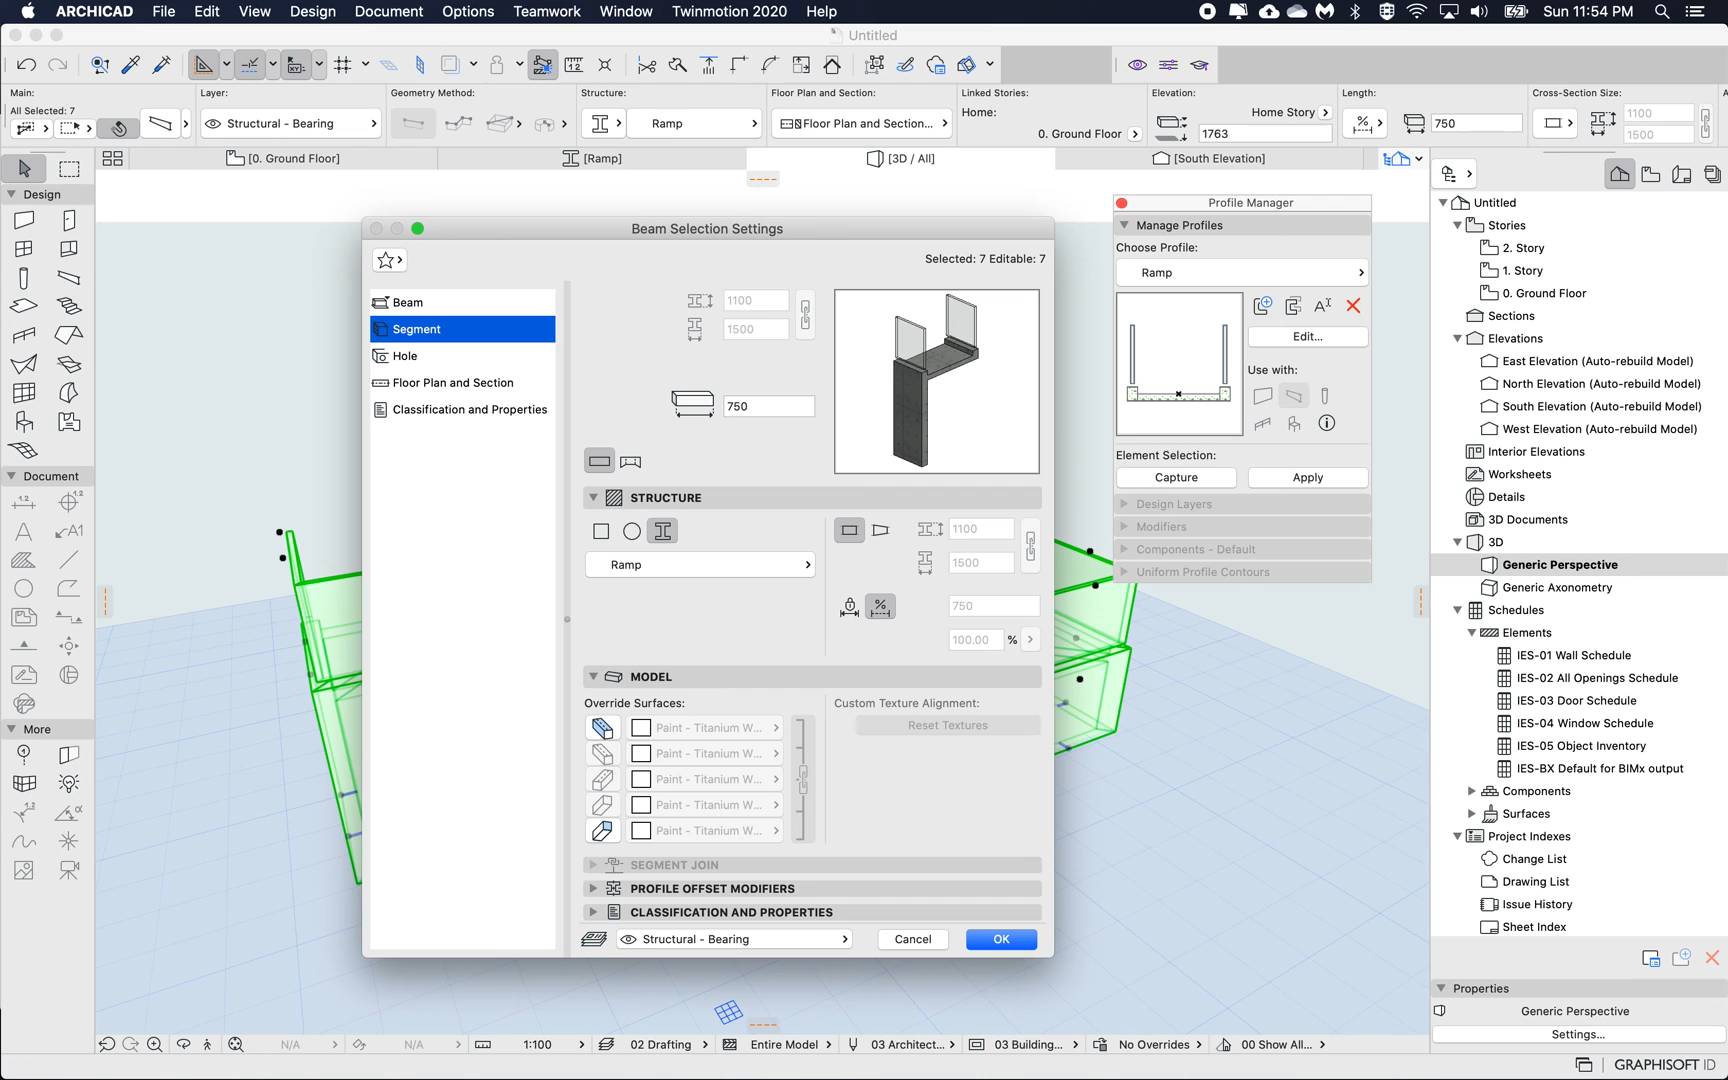 ARCHICAD File Edit View Design Document Options Teamwork Window Twinmotion 2020 Help Sun 11:54 PM
Untitled
Main:
All Selected: 7
Layer:
Structural - Bearing
Geometry Method:
Structure:
Ramp
Floor Plan and Section:
Floor Plan and Section...
Linked Stories:
Home:
0. Ground Floor
Elevation:
Home Story
1763
Length:
750
Cross-Section Size:
1100
1500
[0. Ground Floor] [Ramp] [3D / All] [South Elevation]
Design
Document
More
Beam Selection Settings
Selected: 7 Editable: 7
Beam
Segment
Hole
Floor Plan and Section
Classification and Properties
1100
1500
750
STRUCTURE
Ramp
1100
1500
750
100.00 %
MODEL
Override Surfaces:
Paint - Titanium W...
Paint - Titanium W...
Paint - Titanium W...
Paint - Titanium W...
Paint - Titanium W...
Custom Texture Alignment:
Reset Textures
SEGMENT JOIN
PROFILE OFFSET MODIFIERS
CLASSIFICATION AND PROPERTIES
Structural - Bearing
Cancel OK
Profile Manager
Manage Profiles
Choose Profile:
Ramp
Edit...
Use with:
Element Selection:
Capture Apply
Design Layers
Modifiers
Components - Default
Uniform Profile Contours
Untitled
Stories
2. Story
1. Story
0. Ground Floor
Sections
Elevations
East Elevation (Auto-rebuild Model)
North Elevation (Auto-rebuild Model)
South Elevation (Auto-rebuild Model)
West Elevation (Auto-rebuild Model)
Interior Elevations
Worksheets
Details
3D Documents
3D
Generic Perspective
Generic Axonometry
Schedules
Elements
IES-01 Wall Schedule
IES-02 All Openings Schedule
IES-03 Door Schedule
IES-04 Window Schedule
IES-05 Object Inventory
IES-BX Default for BIMx output
Components
Surfaces
Project Indexes
Change List
Drawing List
Issue History
Sheet Index
Properties
Generic Perspective
Settings...
N/A N/A 1:100 02 Drafting Entire Model 03 Architect... 03 Building... No Overrides 00 Show All...
GRAPHISOFT ID